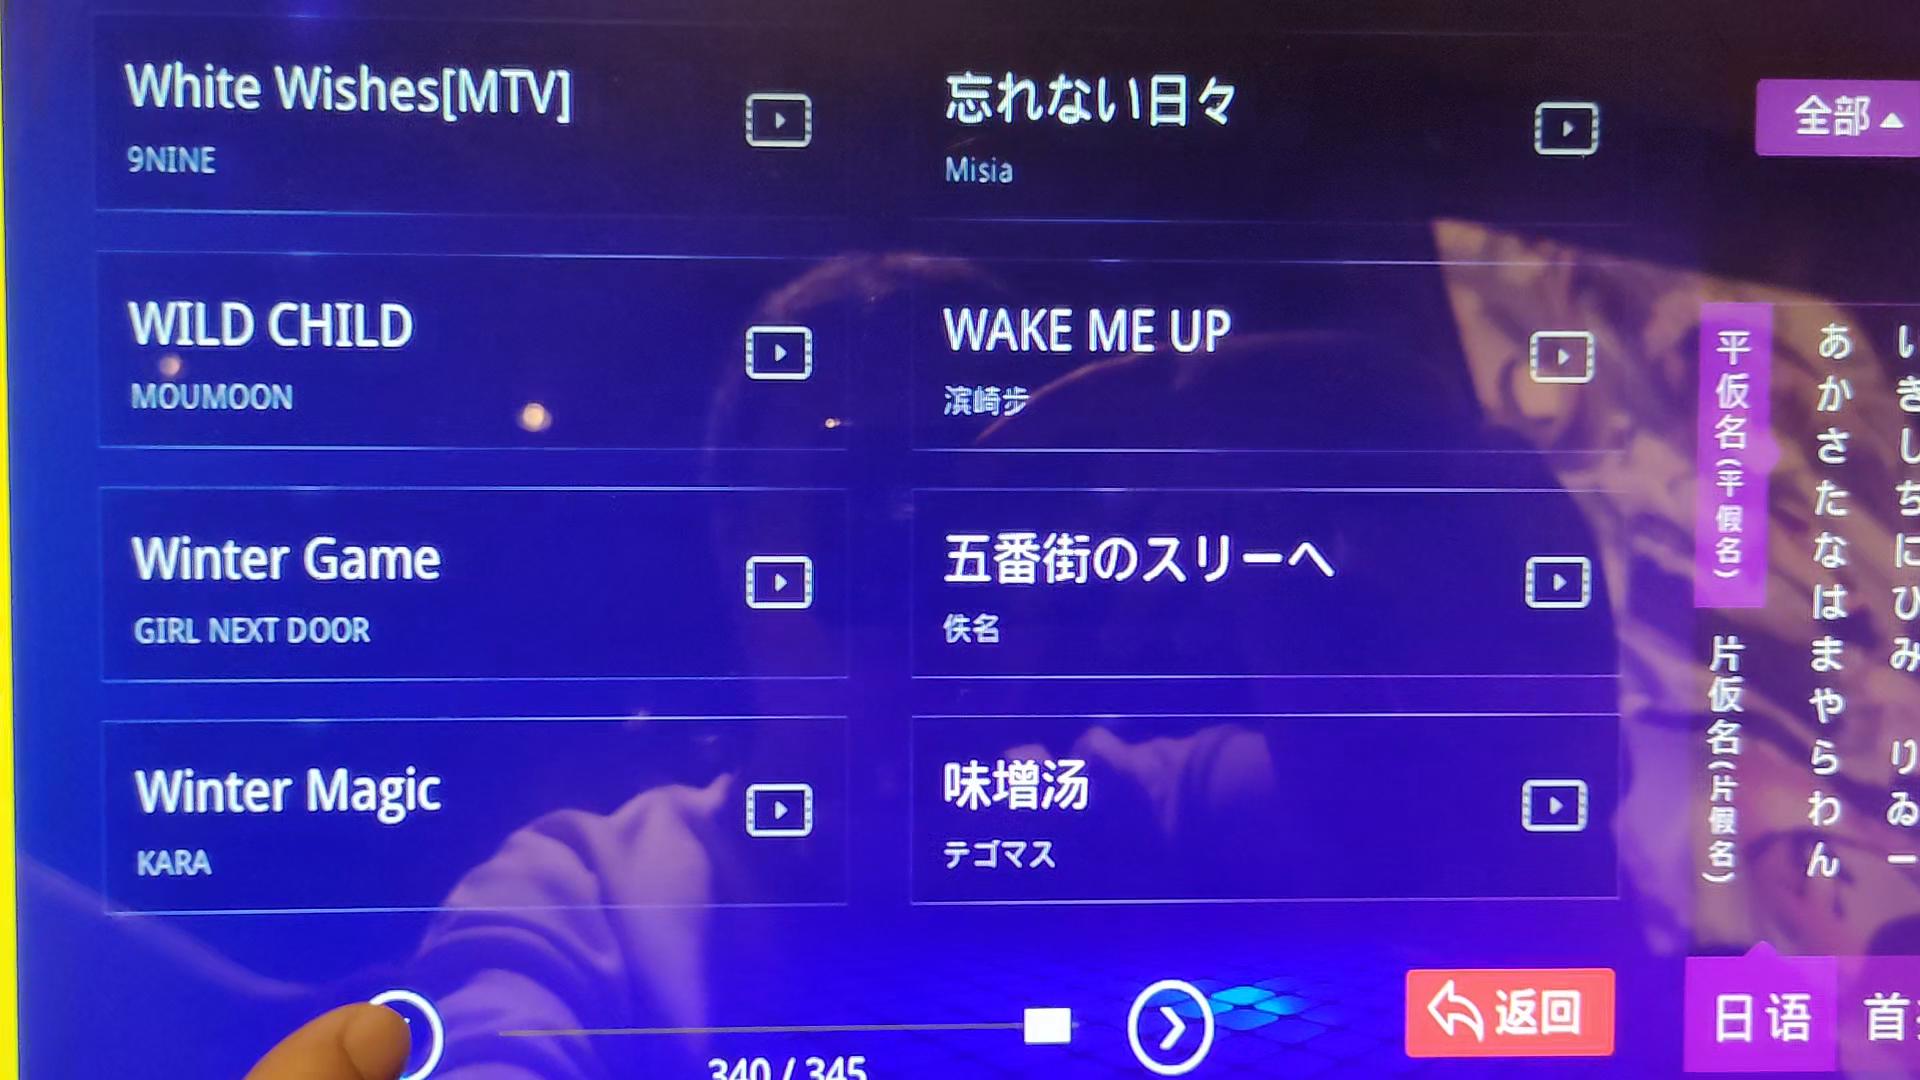 White Wishes[MTV]
9NINE
忘れない日々
Misia
WILD CHILD
MOUMOON
WAKE ME UP
滨崎步
Winter Game
GIRL NEXT DOOR
五番街のスリーへ
佚名
Winter Magic
KARA
味增汤
テゴマス
340 / 345
返回
全部
平仮名(平假名)
片仮名(片假名)
あかさたなはまやらわん
いきしちにひみ りゐー
日语
首